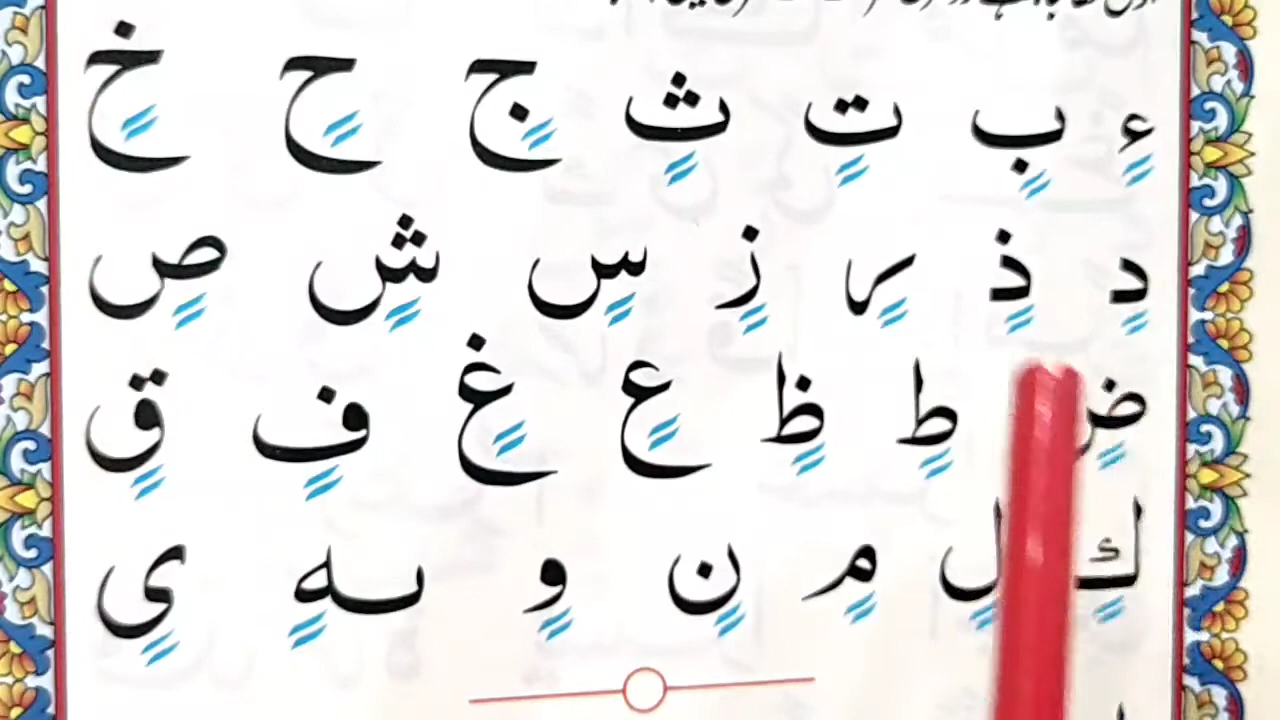 ءٍ بٍ تٍ ثٍ جٍ حٍ خٍ
دٍ ذٍ رٍ زٍ سٍ شٍ صٍ
ضٍ طٍ ظٍ عٍ غٍ فٍ قٍ
كٍ لٍ مٍ نٍ وٍ هٍ يٍ